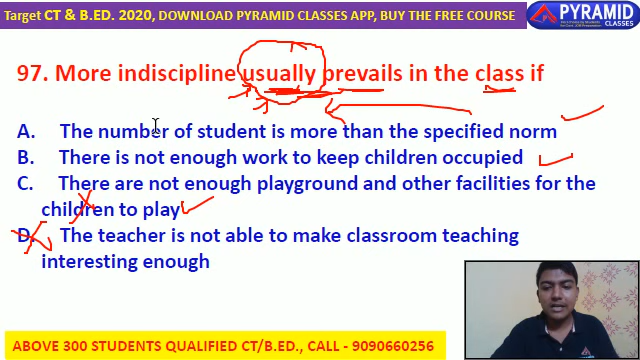 Target CT & B.ED. 2020, DOWNLOAD PYRAMID CLASSES APP, BUY THE FREE COURSE
PYRAMID
CLASSES
97. More indiscipline usually prevails in the class if
A. The number of student is more than the specified norm
B. There is not enough work to keep children occupied
C. There are not enough playground and other facilities for the
children to play
D. The teacher is not able to make classroom teaching
interesting enough
ABOVE 300 STUDENTS QUALIFIED CT/B.ED., CALL - 9090660256